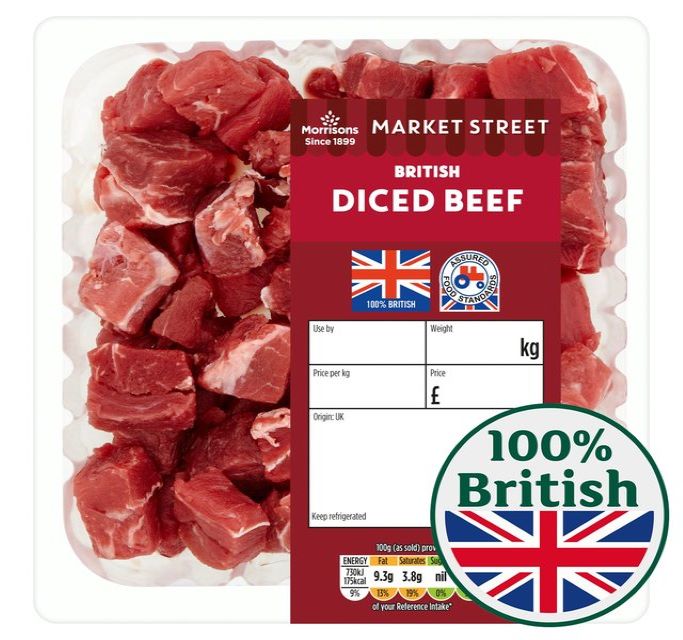 Morrisons
Since 1899
MARKET STREET
BRITISH
DICED BEEF
100% BRITISH
ASSURED
FOOD STANDARDS
Use by
Weight
kg
Price per kg
Price
£
Origin: UK
Keep refrigerated
100% British
100g (as sold)
ENERGY Fat Saturates
730kJ
175kcal 9.3g 3.8g nil
9% 13% 19% 0%
of your Reference Intake*